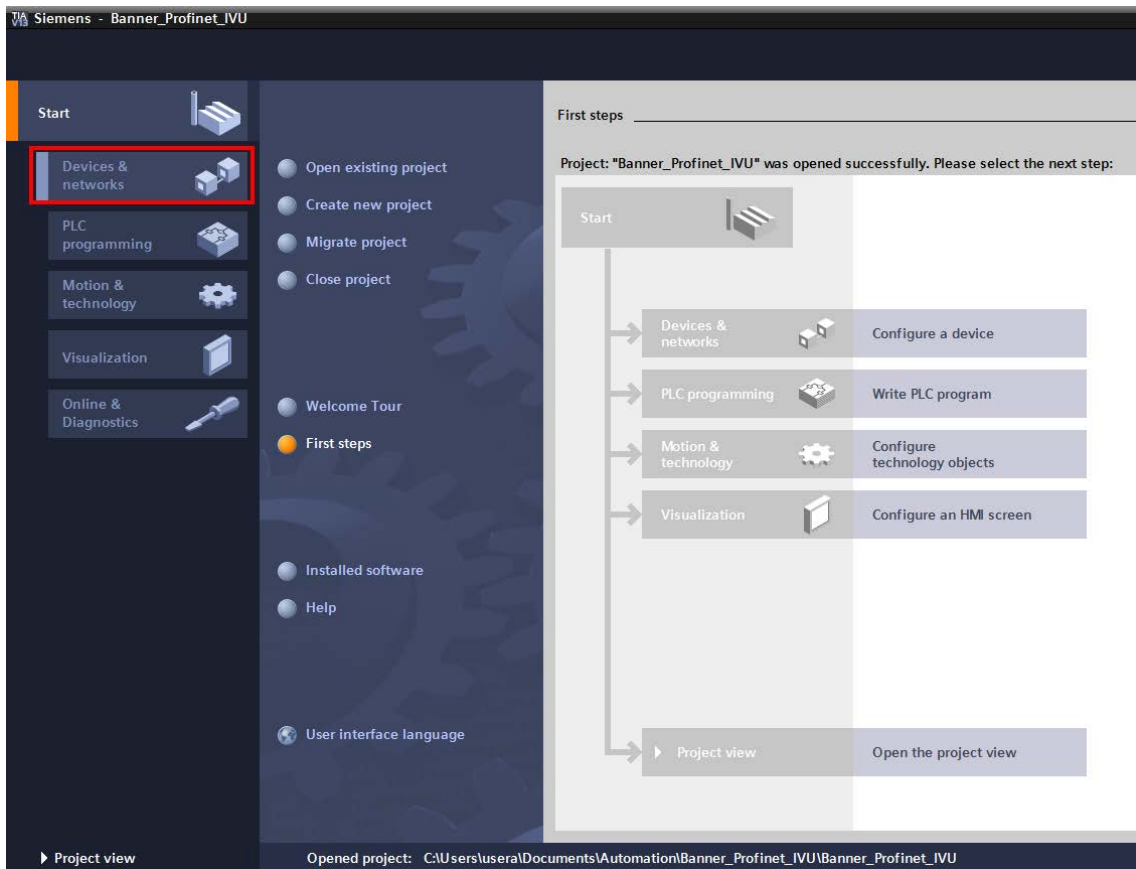 TIA V13 Siemens - Banner_Profinet_IVU
Start
Devices &
networks
PLC
programming
Motion &
technology
Visualization
Online &
Diagnostics
Open existing project
Create new project
Migrate project
Close project
Welcome Tour
First steps
Installed software
Help
User interface language
First steps
Project: "Banner_Profinet_IVU" was opened successfully. Please select the next step:
Start
Devices &
networks
Configure a device
PLC programming
Write PLC program
Motion &
technology
Configure
technology objects
Visualization
Configure an HMI screen
Project view
Open the project view
Project view
Opened project: C:\Users\usera\Documents\Automation\Banner_Profinet_IVU\Banner_Profinet_IVU